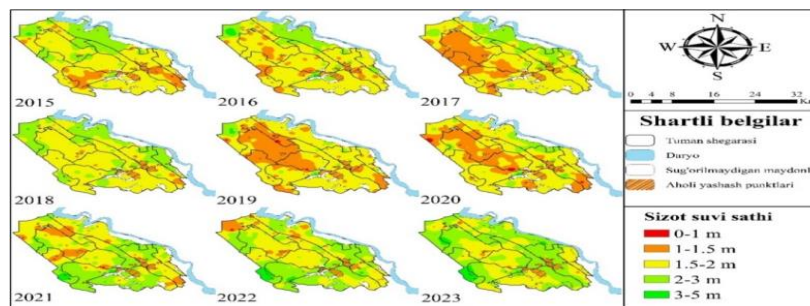 2015
2016
2017
2018
2019
2020
2021
2022
2023
N
W E
S
0 4 8 16 24 32
Shartli belgilar
Tuman shegarasi
Daryo
Sug'orilmaydigan maydonl
Aholi yashash punktlari
Sizot suvi sathi
0-1 m
1-1.5 m
1.5-2 m
2-3 m
3-5 m